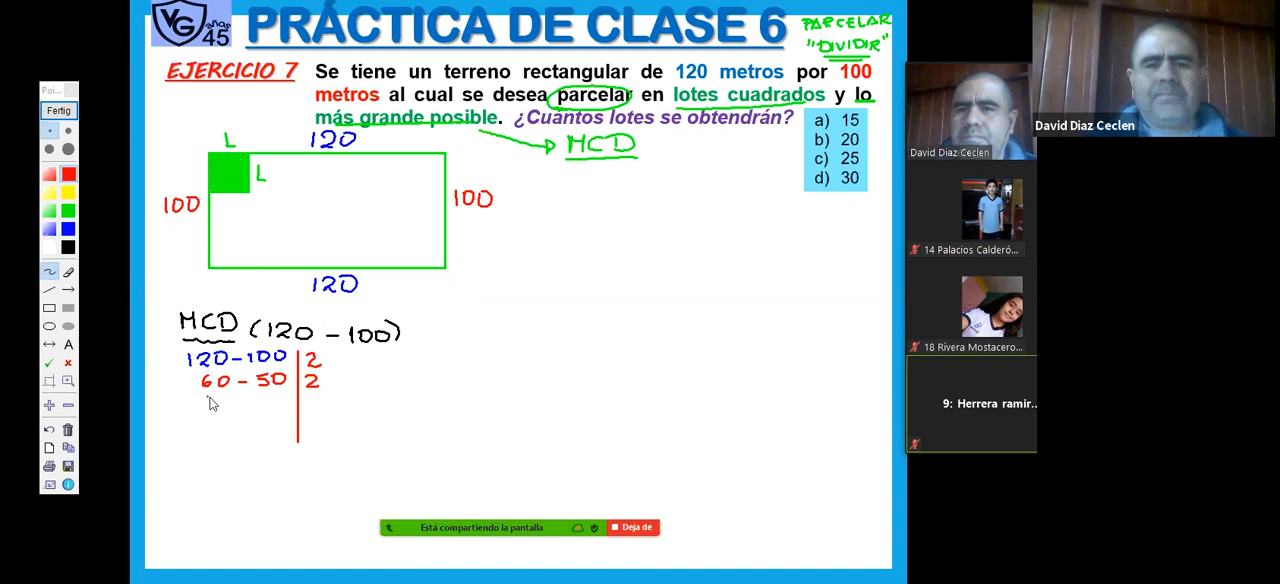 VG
años
45
PRÁCTICA DE CLASE 6
PARCELAR
"DIVIDIR"
EJERCICIO 7
Se tiene un terreno rectangular de 120 metros por 100
metros al cual se desea parcelar en lotes cuadrados y lo
más grande posible. ¿Cuántos lotes se obtendrán?
a) 15
b) 20
c) 25
d) 30
MCD
L
120
L
100
100
120
MCD (120 - 100)
120 - 100 | 2
60 - 50 | 2
Poi...
Fertig
A
Está compartiendo la pantalla
Deja de
David Diaz Ceclen
David Diaz Ceclen
14 Palacios Calderó...
18 Rivera Mostacero...
9: Herrera ramir...